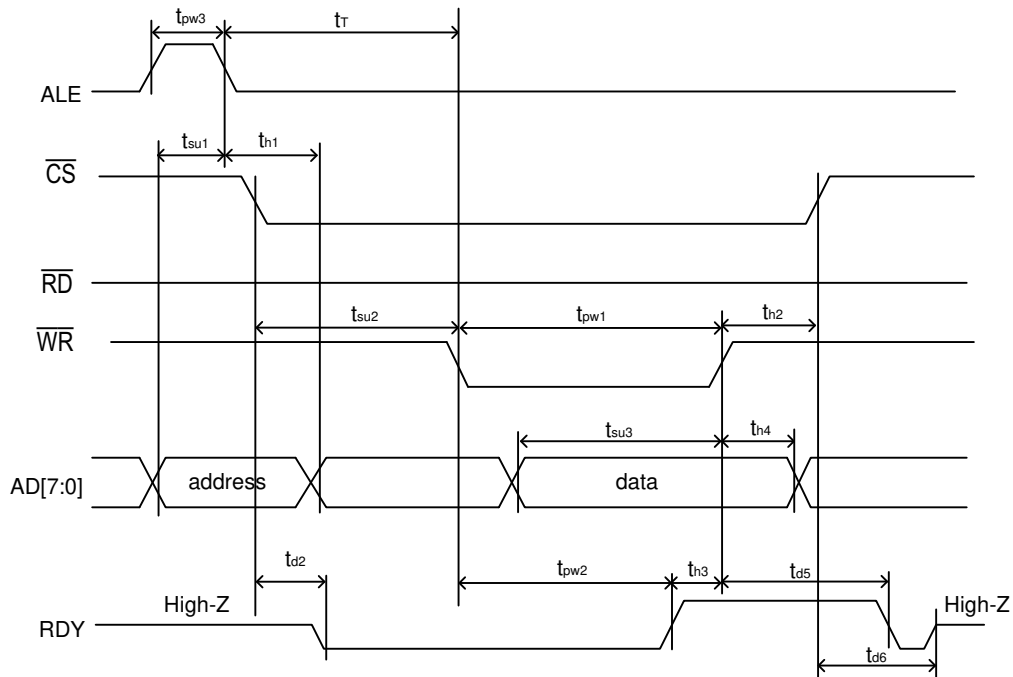 tpw3
tT
ALE
tsu1
th1
CS
RD
tsu2
tpw1
th2
WR
tsu3
th4
AD[7:0]
address
data
td2
tpw2
th3
td5
High-Z
High-Z
RDY
td6